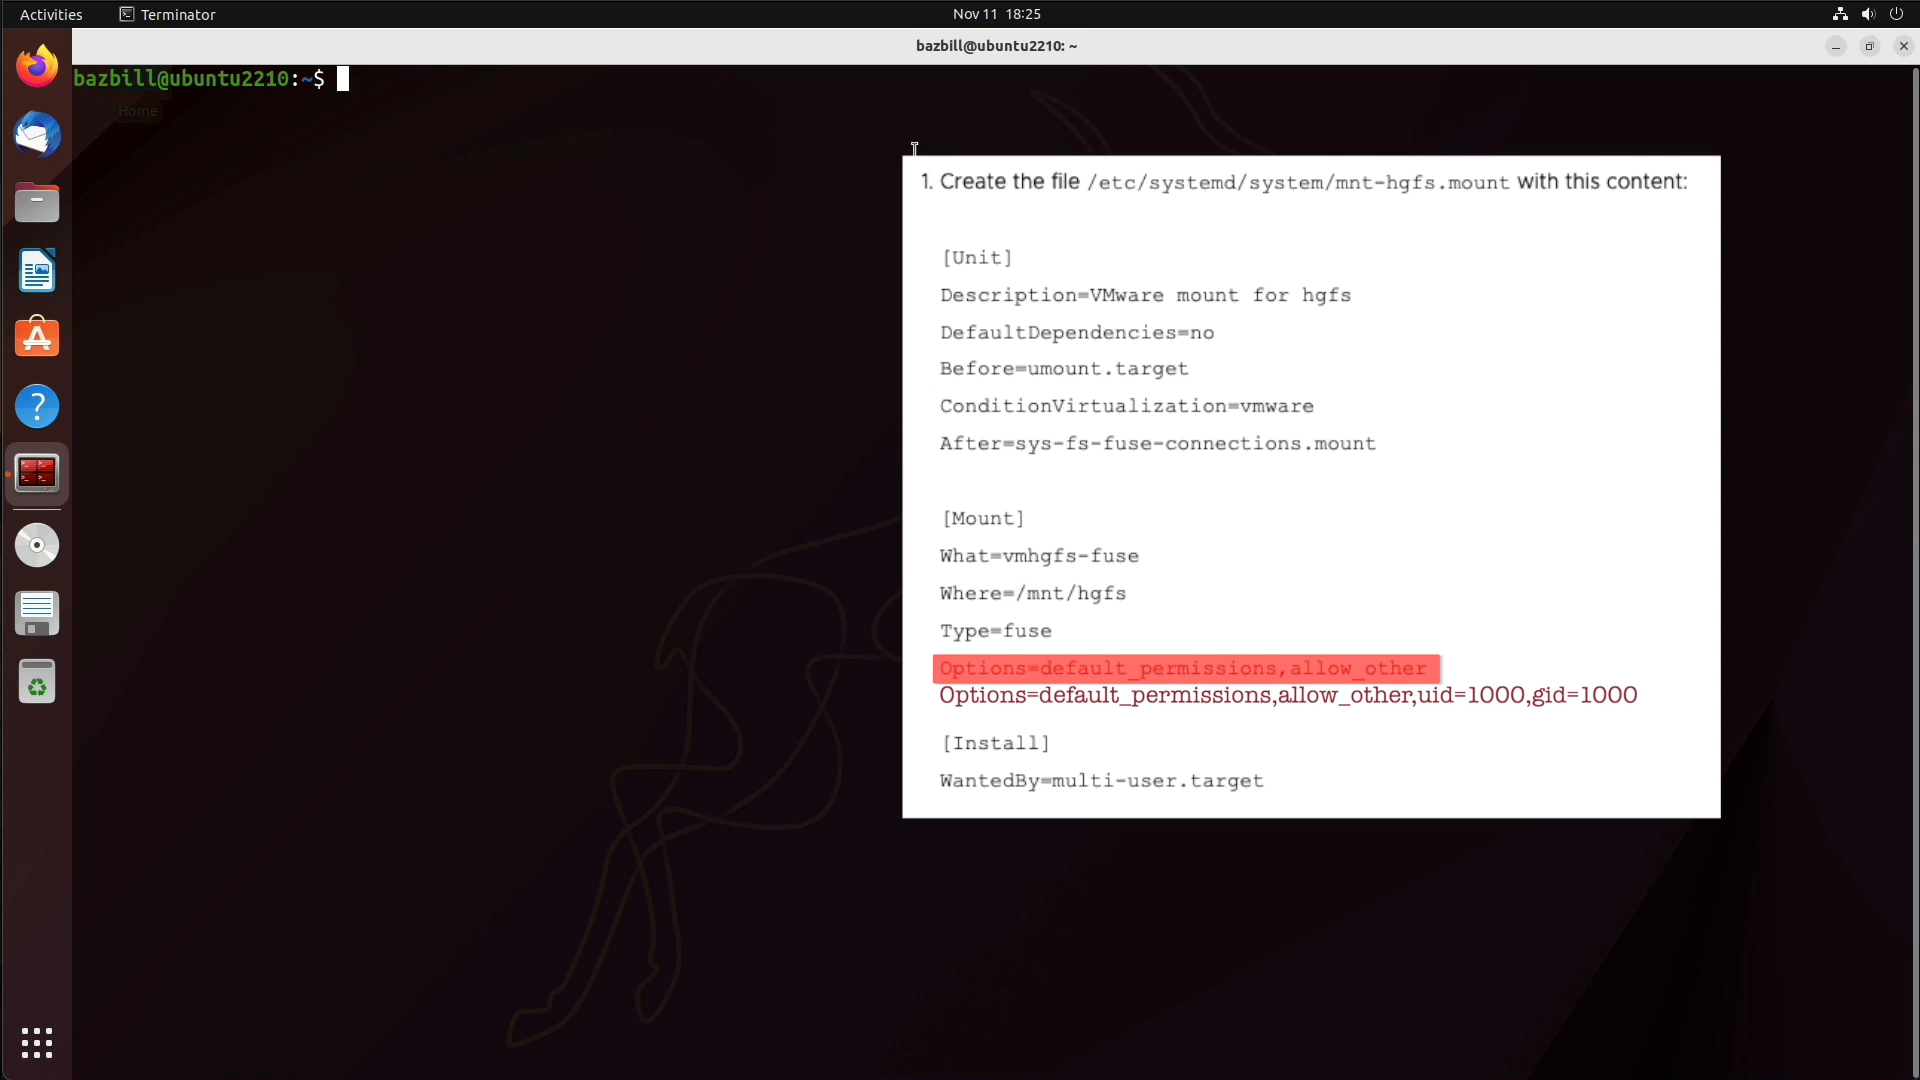 Activities
Terminator
Nov 11 18:25
bazbill@ubuntu2210: ~
bazbill@ubuntu2210:~$
Home
1. Create the file /etc/systemd/system/mnt-hgfs.mount with this content:
[Unit]
Description=VMware mount for hgfs
DefaultDependencies=no
Before=umount.target
ConditionVirtualization=vmware
After=sys-fs-fuse-connections.mount
[Mount]
What=vmhgfs-fuse
Where=/mnt/hgfs
Type=fuse
Options=default_permissions,allow_other
Options=default_permissions,allow_other,uid=1000,gid=1000
[Install]
WantedBy=multi-user.target